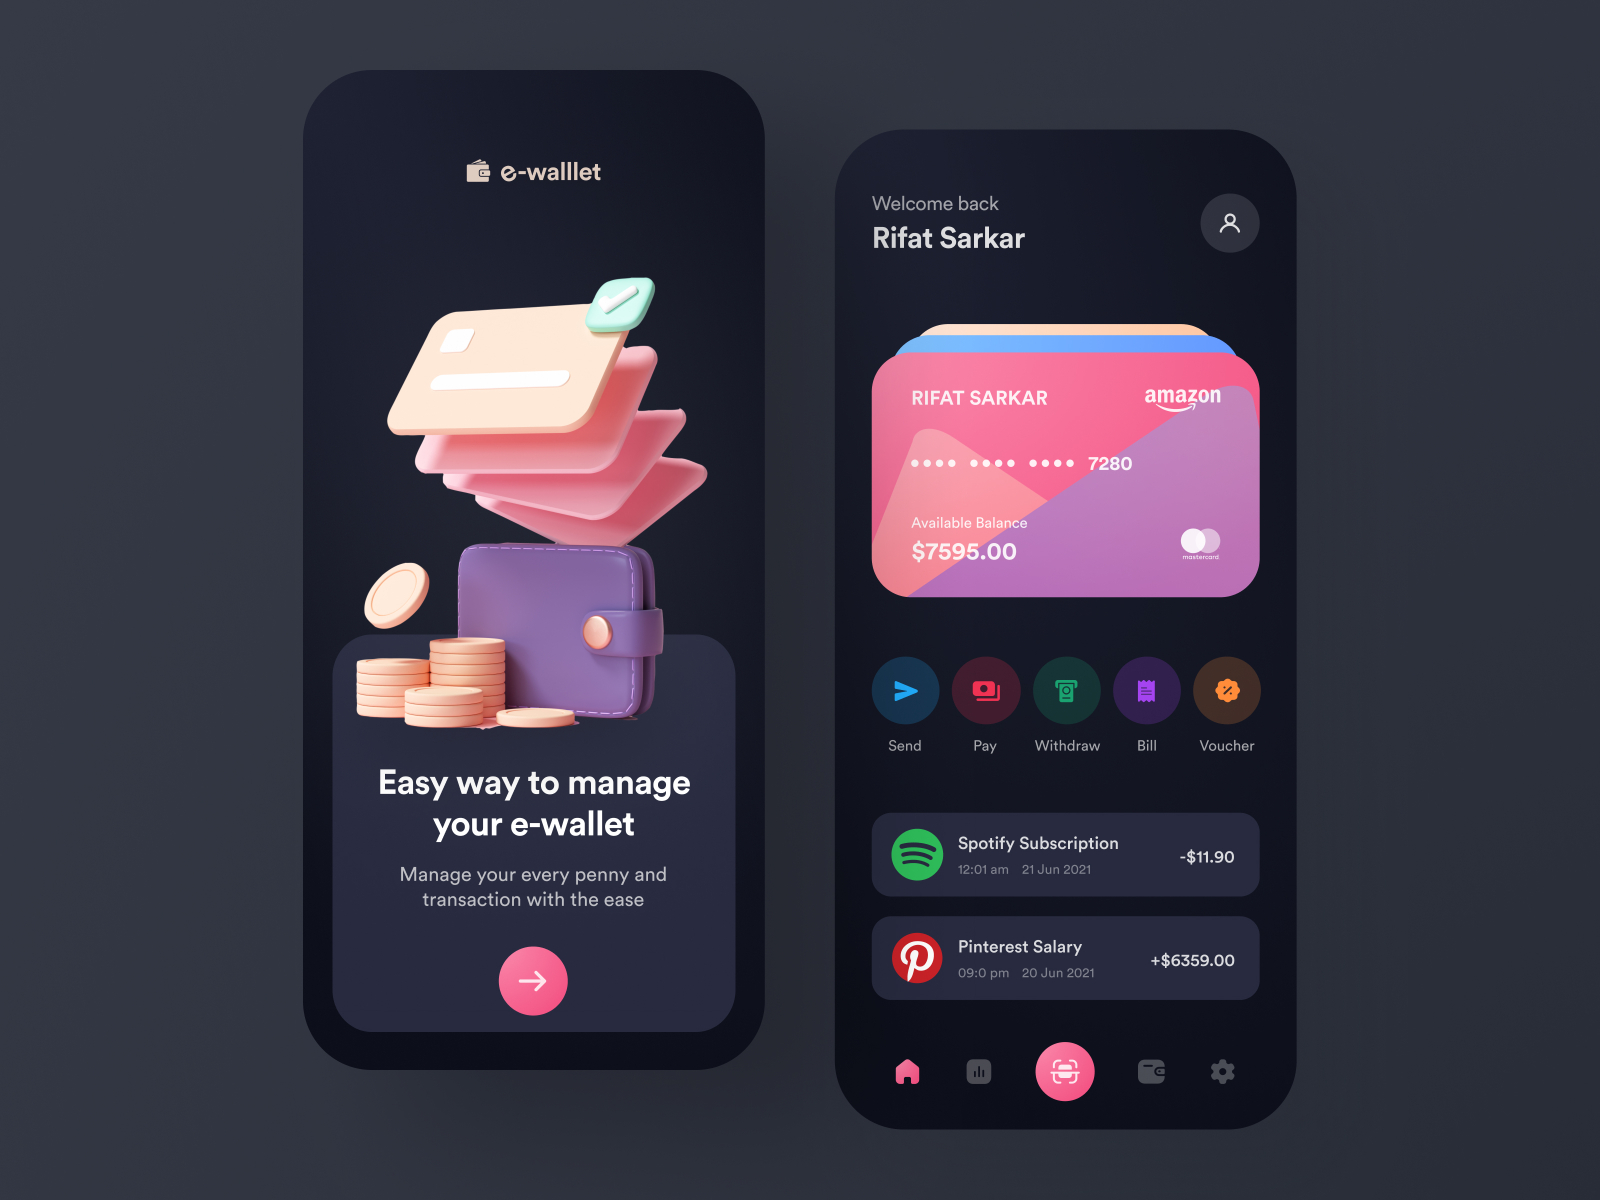 e-walllet
Easy way to manage
your e-wallet
Manage your every penny and
transaction with the ease
Welcome back
Rifat Sarkar
RIFAT SARKAR
amazon
7280
Available Balance
$7595.00
mastercard
Send
Pay
Withdraw
Bill
Voucher
Spotify Subscription
12:01 am 21 Jun 2021
-$11.90
Pinterest Salary
09:0 pm 20 Jun 2021
+$6359.00